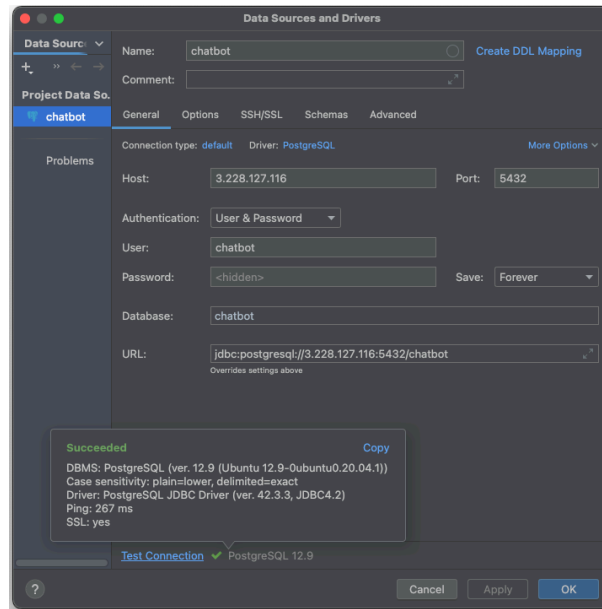 Data Sources and Drivers
Data Sourc
Name: chatbot Create DDL Mapping
Comment:
Project Data So.
chatbot
Problems
General Options SSH/SSL Schemas Advanced
Connection type: default Driver: PostgreSQL More Options
Host: 3.228.127.116 Port: 5432
Authentication: User & Password
User: chatbot
Password: <hidden> Save: Forever
Database: chatbot
URL: jdbc:postgresql://3.228.127.116:5432/chatbot
Overrides settings above
Succeeded Copy
DBMS: PostgreSQL (ver. 12.9 (Ubuntu 12.9-0ubuntu0.20.04.1))
Case sensitivity: plain=lower, delimited=exact
Driver: PostgreSQL JDBC Driver (ver. 42.3.3, JDBC4.2)
Ping: 267 ms
SSL: yes
Test Connection ✔ PostgreSQL 12.9
? Cancel Apply OK